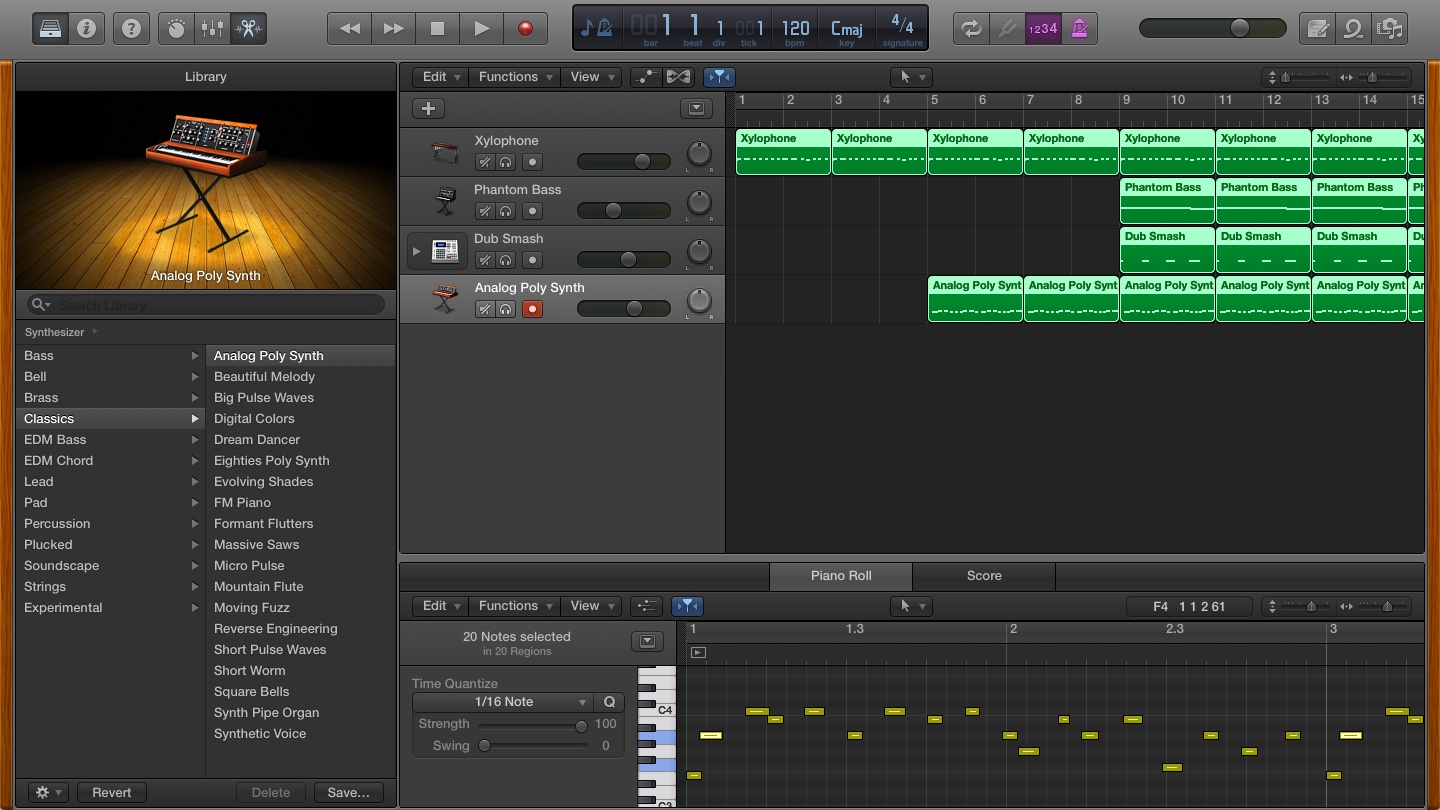 1 1 1 1 120 Cmaj 4/4
bar beat div tick bpm key signature
1234
Library
Edit Functions View
Analog Poly Synth
Search Library
Synthesizer
Bass
Bell
Brass
Classics
EDM Bass
EDM Chord
Lead
Pad
Percussion
Plucked
Soundscape
Strings
Experimental
Analog Poly Synth
Beautiful Melody
Big Pulse Waves
Digital Colors
Dream Dancer
Eighties Poly Synth
Evolving Shades
FM Piano
Formant Flutters
Massive Saws
Micro Pulse
Mountain Flute
Moving Fuzz
Reverse Engineering
Short Pulse Waves
Short Worm
Square Bells
Synth Pipe Organ
Synthetic Voice
Revert Delete Save...
1 2 3 4 5 6 7 8 9 10 11 12 13 14 15
Xylophone
L R
Xylophone Xylophone Xylophone Xylophone Xylophone Xylophone Xylophone Xy
Phantom Bass
L R
Phantom Bass Phantom Bass Phantom Bass Ph
Dub Smash
L R
Dub Smash Dub Smash Dub Smash Du
Analog Poly Synth
L R
Analog Poly Synt Analog Poly Synt Analog Poly Synt Analog Poly Synt Analog Poly Synt An
Piano Roll Score
Edit Functions View
F4 1 1 2 61
20 Notes selected
in 20 Regions
1 1.3 2 2.3 3
Time Quantize
1/16 Note Q
Strength 100
Swing 0
C4
C3